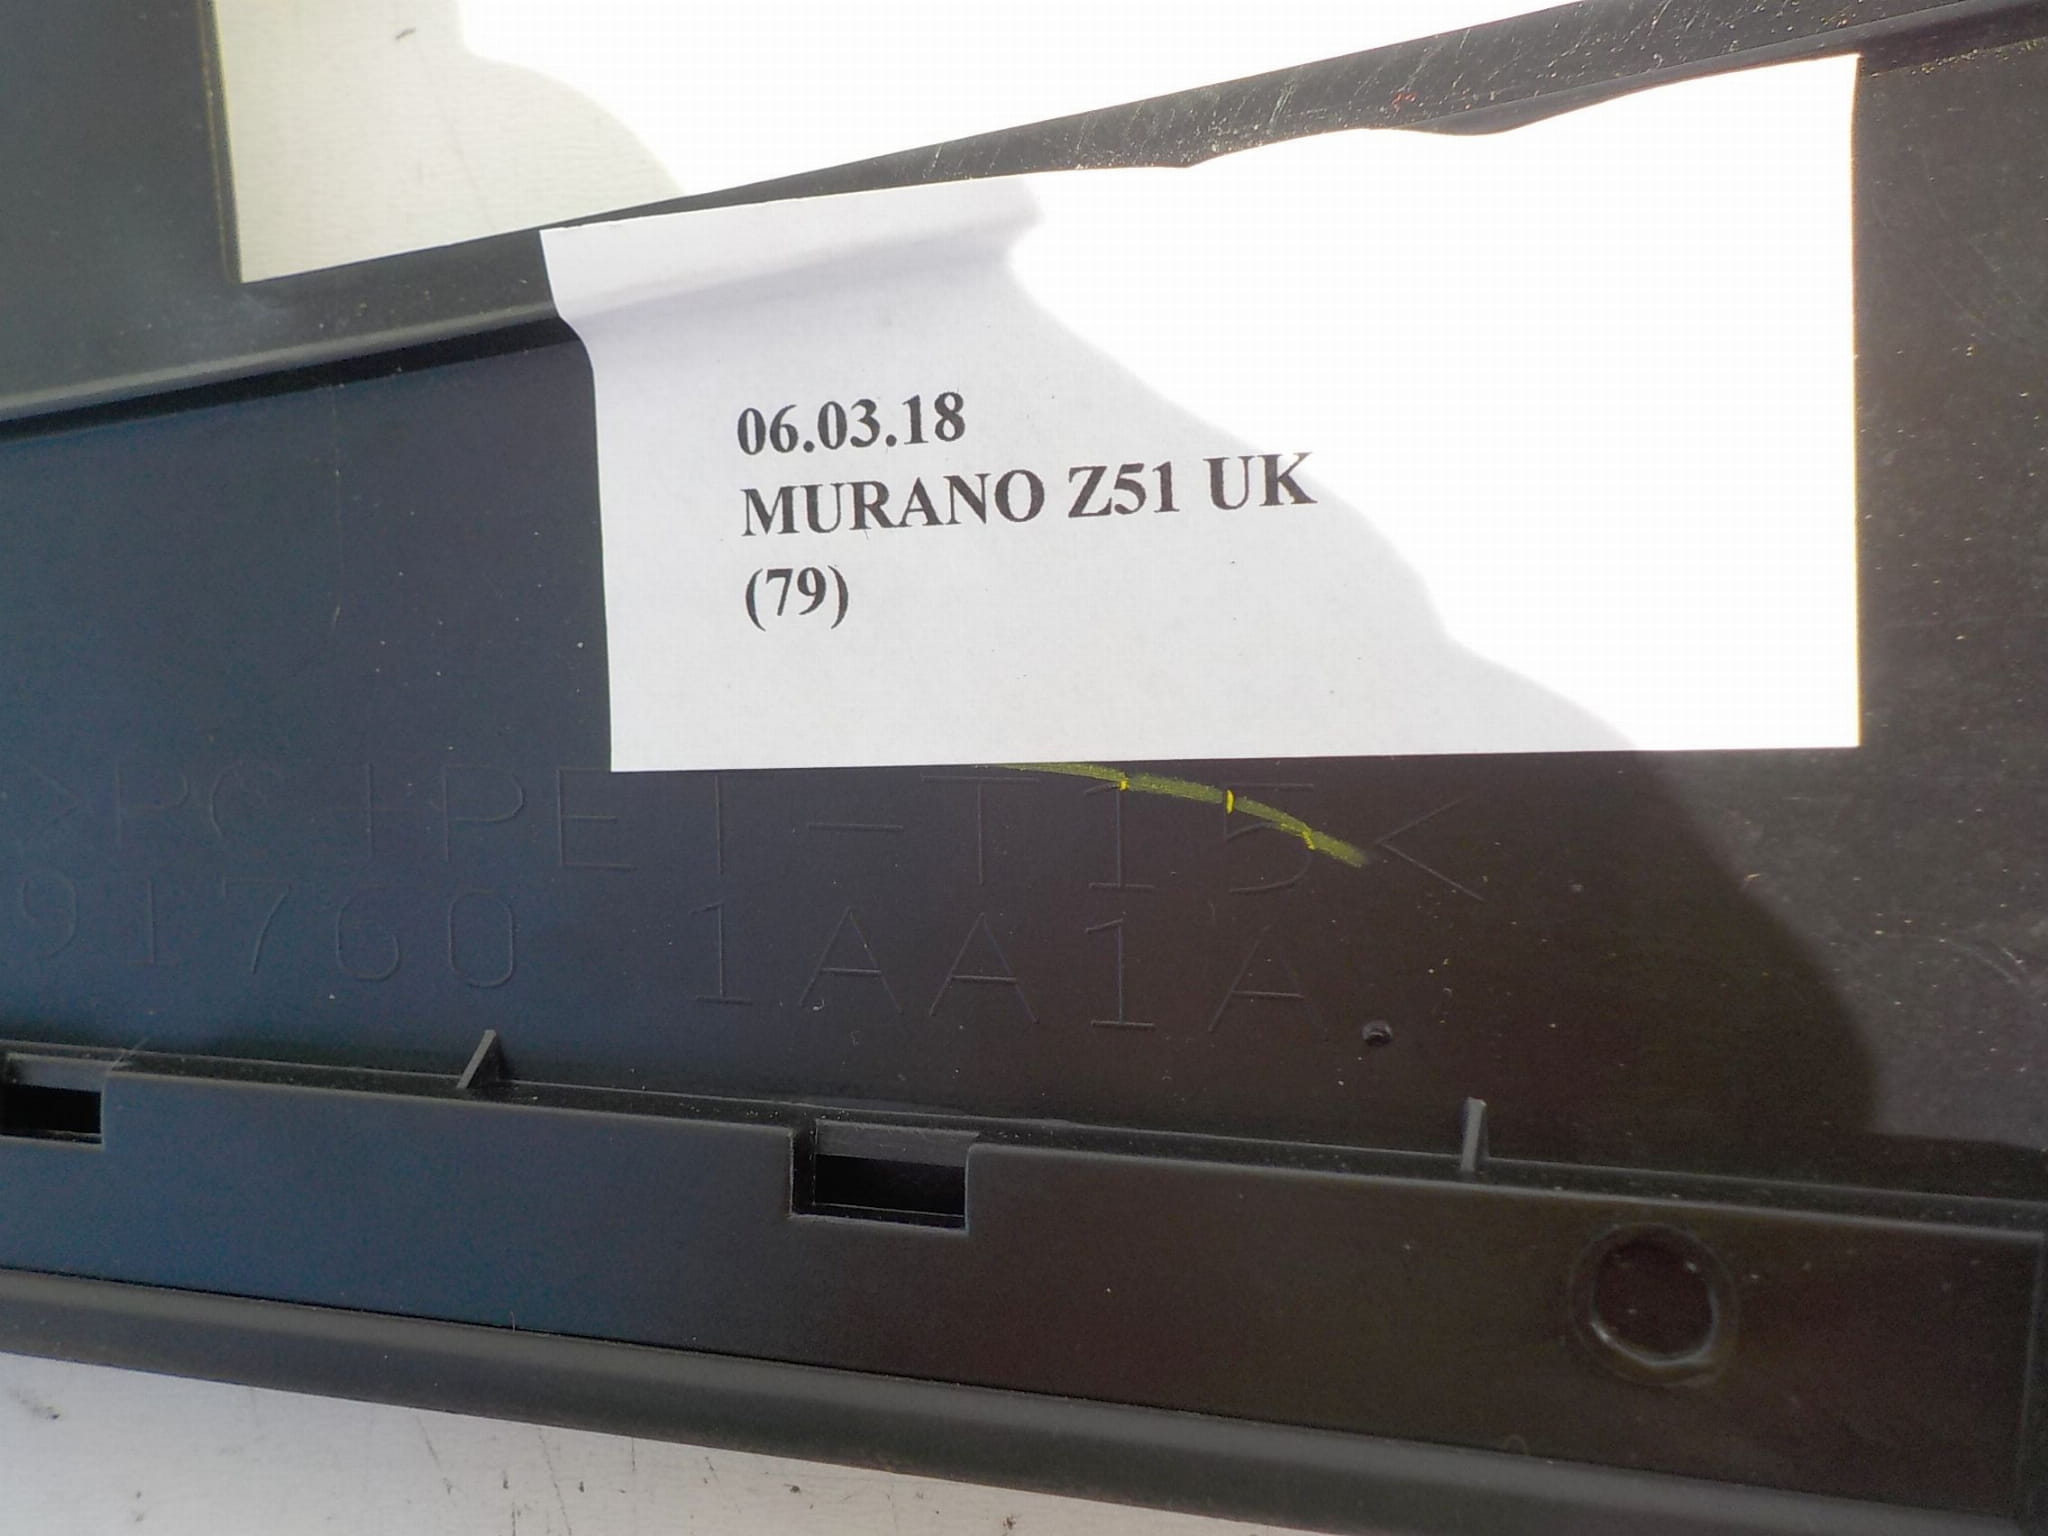 06.03.18
MURANO Z51 UK
(79)
>PC+PET-T15<
91760 1AA1A.